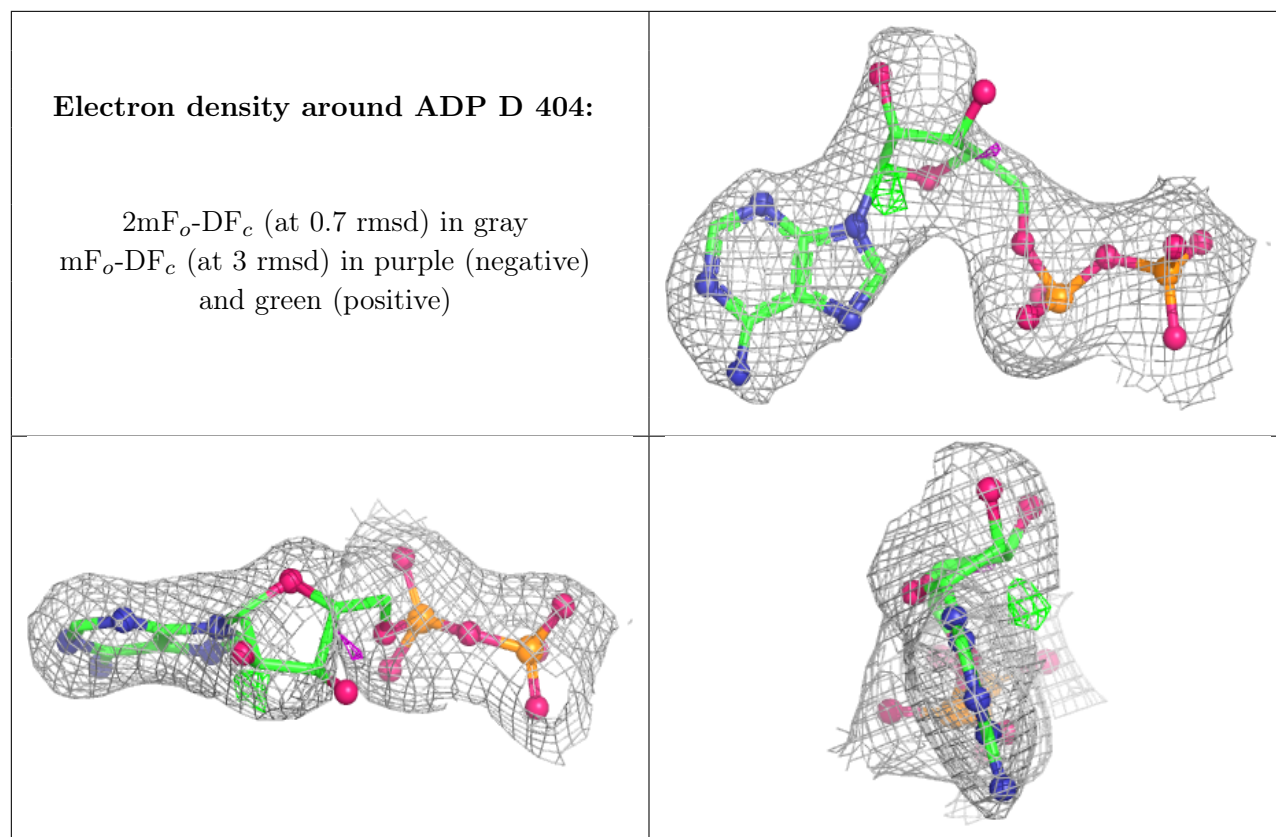 Electron density around ADP D 404:
2mFo-DFc (at 0.7 rmsd) in gray
mFo-DFc (at 3 rmsd) in purple (negative)
and green (positive)